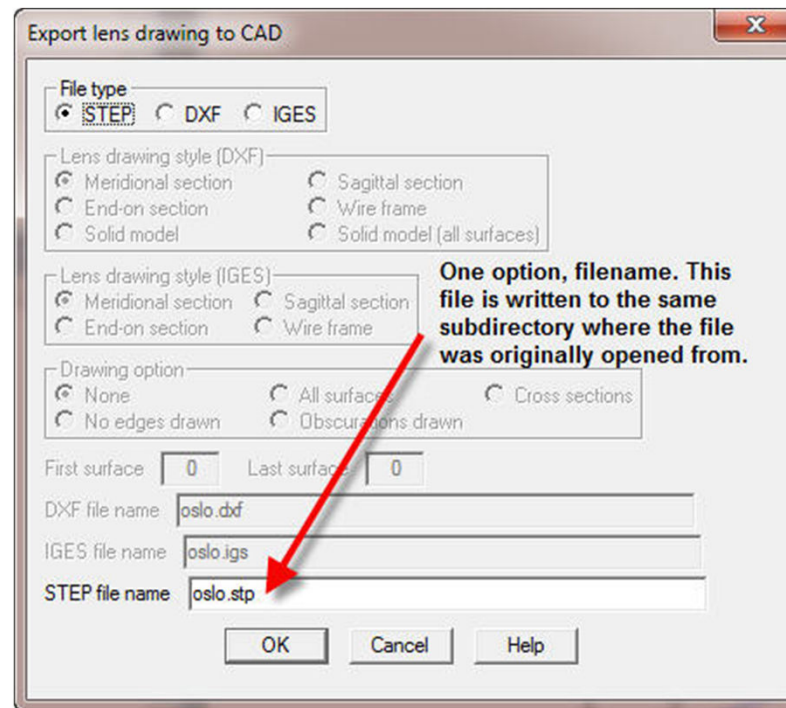 Export lens drawing to CAD
File type
STEP DXF IGES
Lens drawing style (DXF)
Meridional section Sagittal section
End-on section Wire frame
Solid model Solid model (all surfaces)
Lens drawing style (IGES)
Meridional section Sagittal section
End-on section Wire frame
One option, filename. This
file is written to the same
subdirectory where the file
was originally opened from.
Drawing option
None All surfaces Cross sections
No edges drawn Obscurations drawn
First surface 0 Last surface 0
DXF file name oslo.dxf
IGES file name oslo.igs
STEP file name oslo.stp
OK Cancel Help